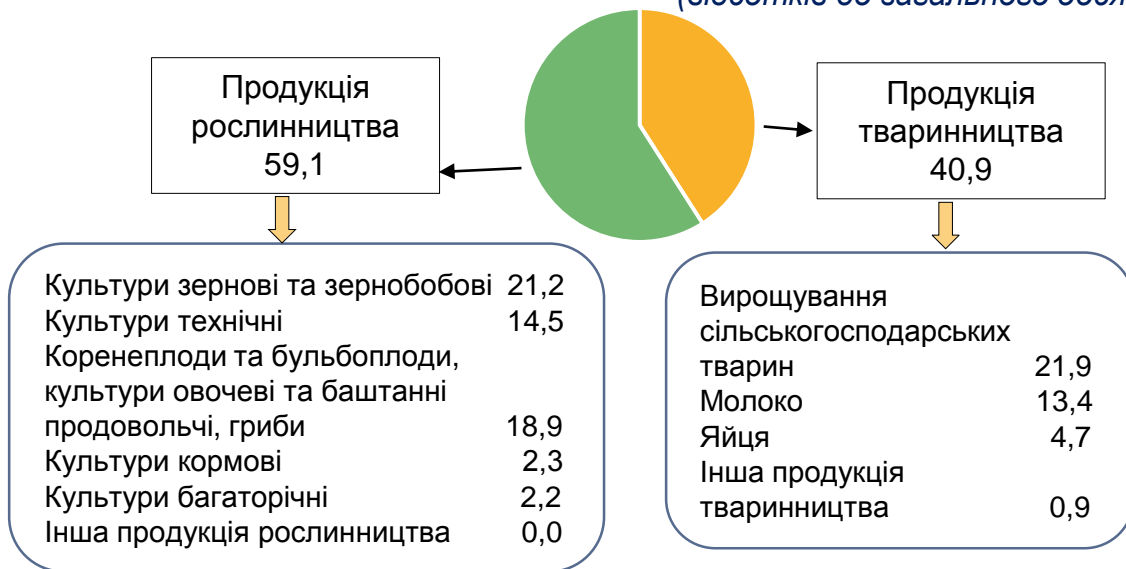 Продукція
рослинництва
59,1
Продукція
тваринництва
40,9
Культури зернові та зернобобові 21,2
Культури технічні 14,5
Коренеплоди та бульбоплоди,
культури овочеві та баштанні
продовольчі, гриби 18,9
Культури кормові 2,3
Культури багаторічні 2,2
Інша продукція рослинництва 0,0
Вирощування
сільськогосподарських
тварин 21,9
Молоко 13,4
Яйця 4,7
Інша продукція
тваринництва 0,9